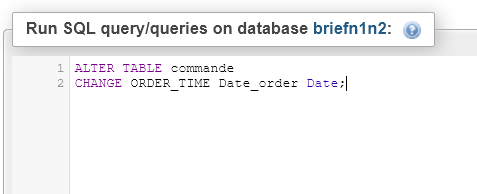 Run SQL query/queries on database briefn1n2:
1 ALTER TABLE commande
2 CHANGE ORDER_TIME Date_order Date;